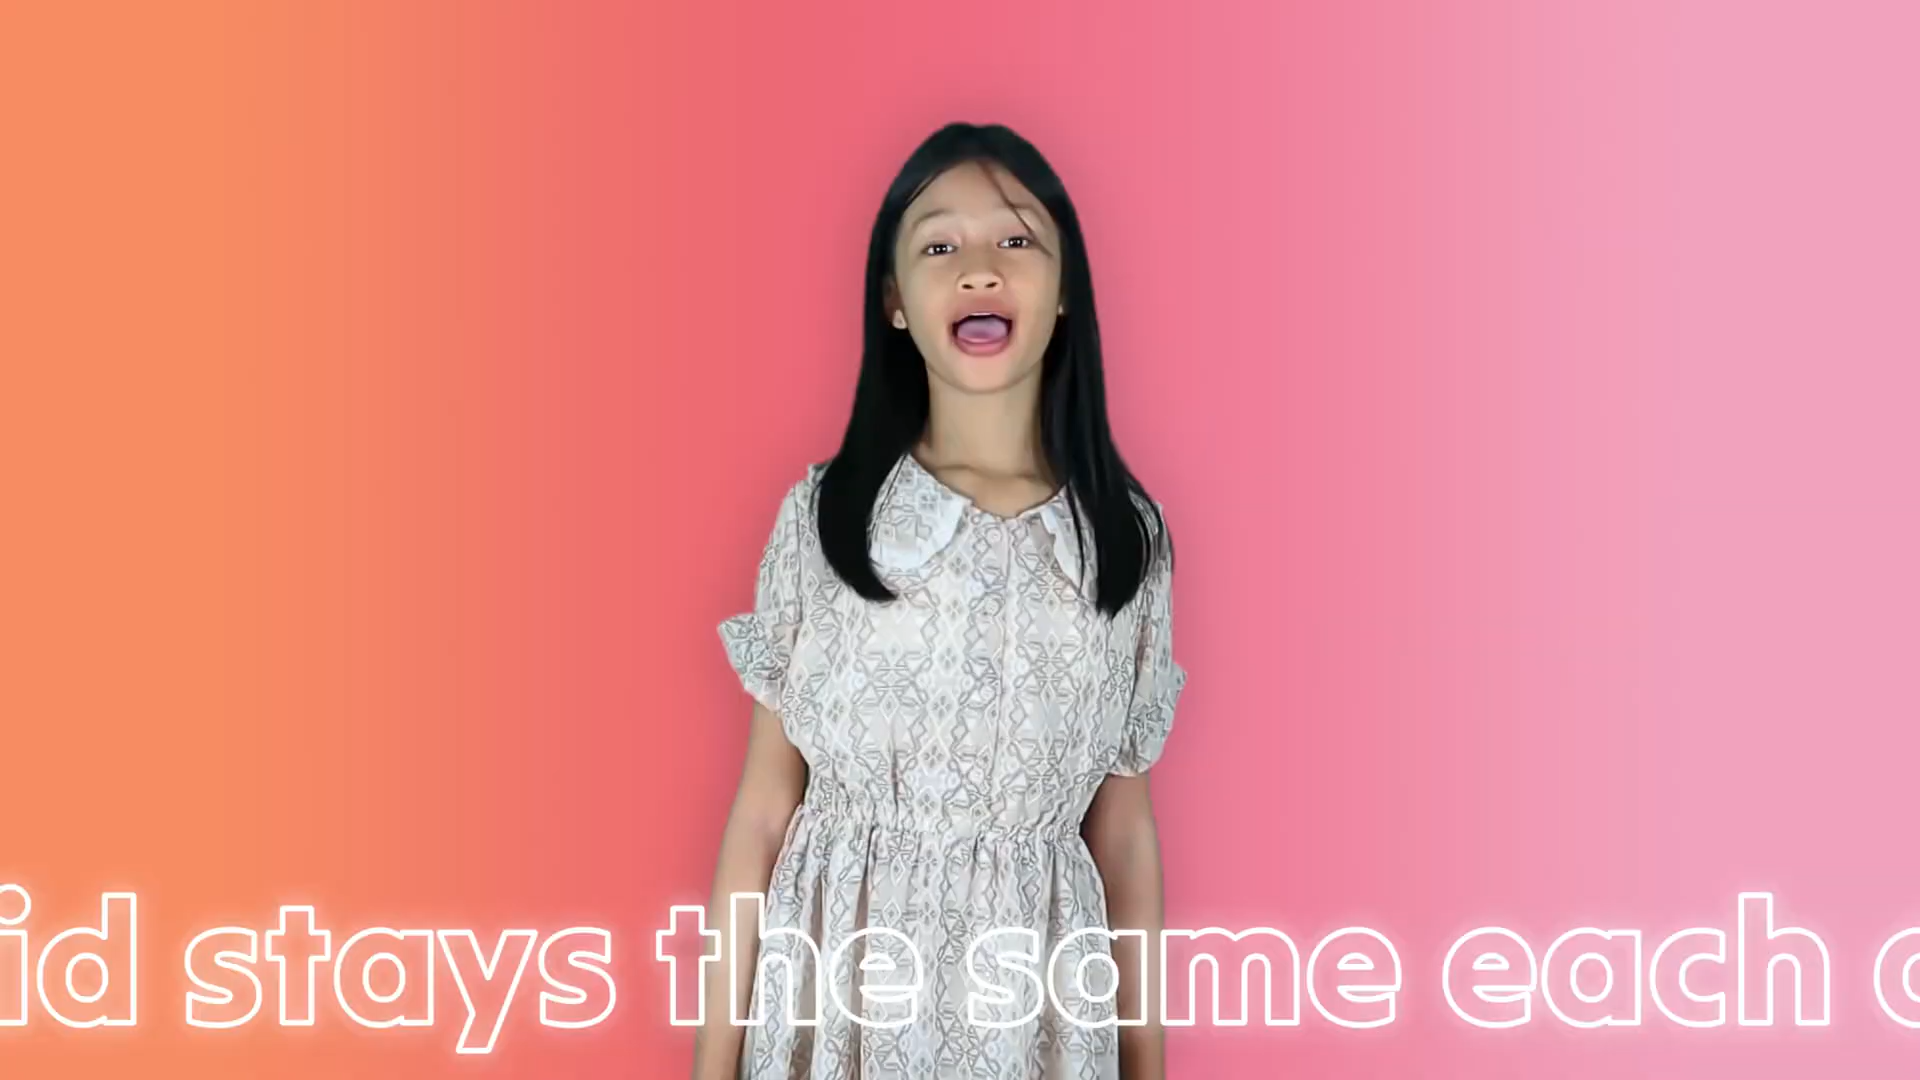 id stays the same each